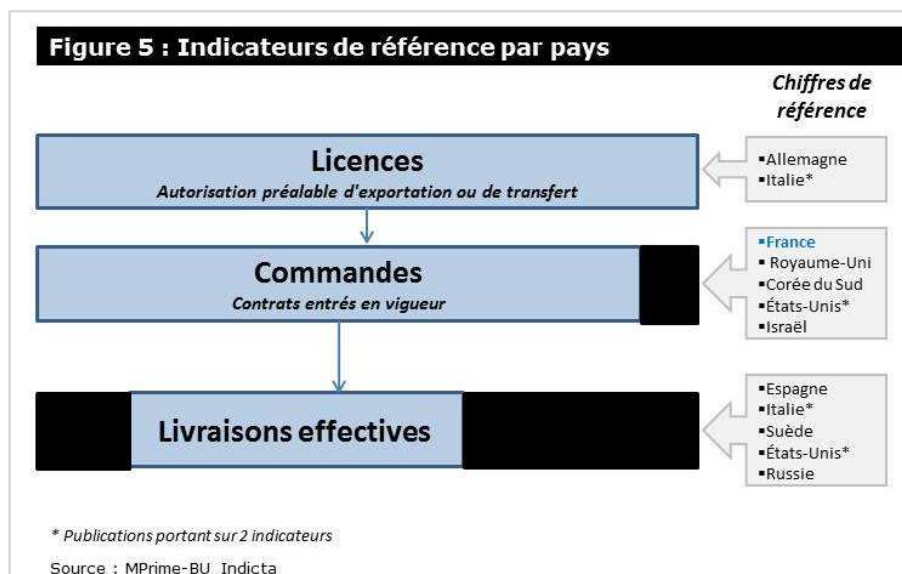 Figure 5 : Indicateurs de référence par pays
Chiffres de
référence
Licences
Autorisation préalable d'exportation ou de transfert
▪Allemagne
▪Italie*
Commandes
Contrats entrés en vigueur
▪France
▪ Royaume-Uni
▪Corée du Sud
▪États-Unis*
▪Israël
Livraisons effectives
▪Espagne
▪Italie*
▪Suède
▪États-Unis*
▪Russie
* Publications portant sur 2 indicateurs
Source : MPrime-BU Indicta